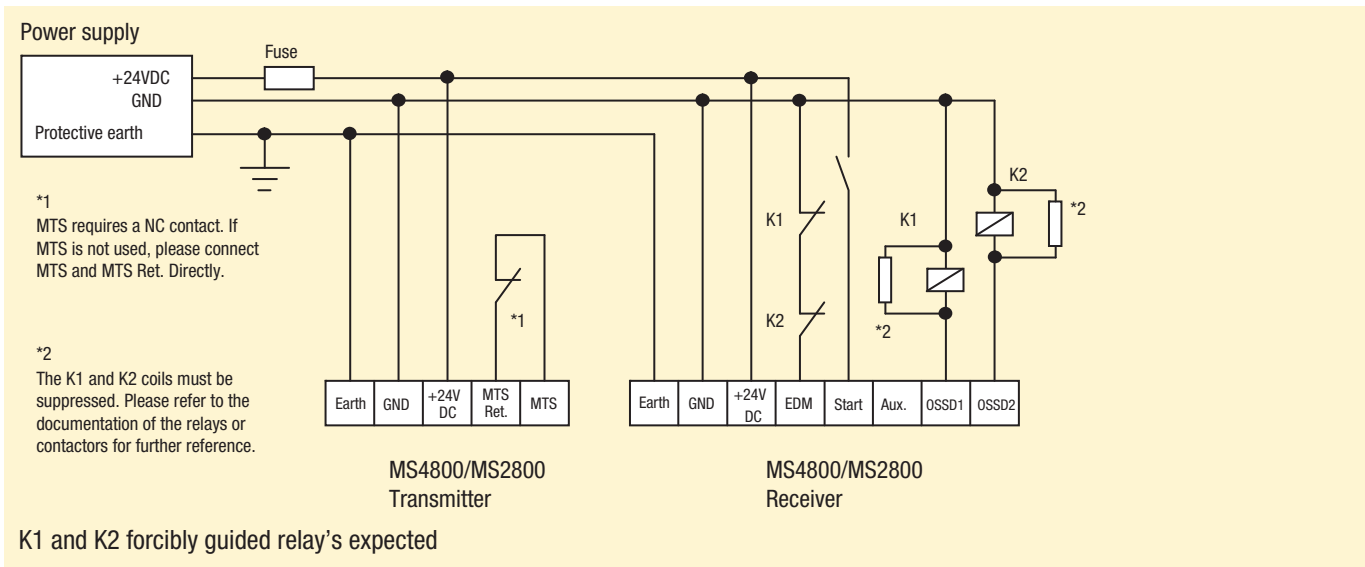 Power supply
Fuse
+24VDC
GND
Protective earth
*1
MTS requires a NC contact. If
MTS is not used, please connect
MTS and MTS Ret. Directly.
*2
The K1 and K2 coils must be
suppressed. Please refer to the
documentation of the relays or
contactors for further reference.
*1
K1
K2
K1
*2
K2
*2
Earth
GND
+24V
DC
MTS
Ret.
MTS
Earth
GND
+24V
DC
EDM
Start
Aux.
OSSD1
OSSD2
MS4800/MS2800
Transmitter
MS4800/MS2800
Receiver
K1 and K2 forcibly guided relay’s expected